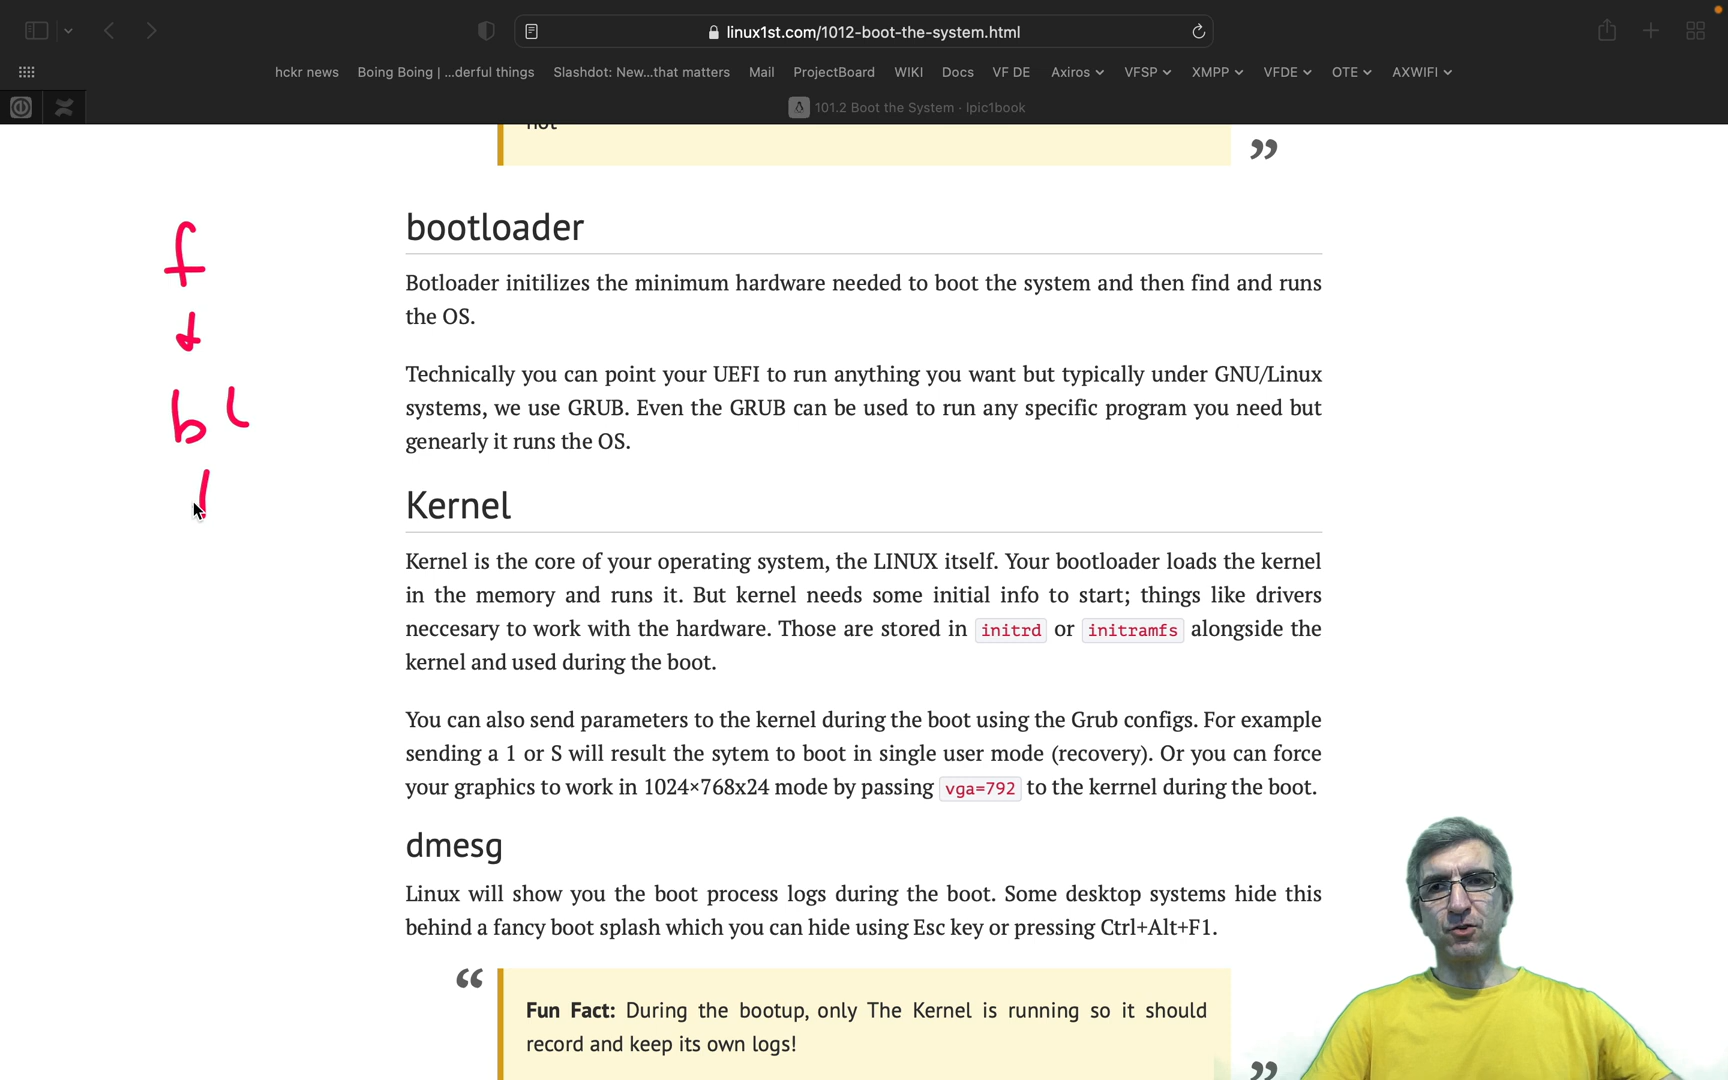 linux1st.com/1012-boot-the-system.html
hckr news Boing Boing | ...derful things Slashdot: New...that matters Mail ProjectBoard WIKI Docs VF DE Axiros VFSP XMPP VFDE OTE AXWIFI
101.2 Boot the System · lpic1book
not
”
bootloader
Botloader initilizes the minimum hardware needed to boot the system and then find and runs
the OS.
Technically you can point your UEFI to run anything you want but typically under GNU/Linux
systems, we use GRUB. Even the GRUB can be used to run any specific program you need but
genearly it runs the OS.
f
bl
Kernel
Kernel is the core of your operating system, the LINUX itself. Your bootloader loads the kernel
in the memory and runs it. But kernel needs some initial info to start; things like drivers
neccesary to work with the hardware. Those are stored in initrd or initramfs alongside the
kernel and used during the boot.
You can also send parameters to the kernel during the boot using the Grub configs. For example
sending a 1 or S will result the sytem to boot in single user mode (recovery). Or you can force
your graphics to work in 1024×768x24 mode by passing vga=792 to the kerrnel during the boot.
dmesg
Linux will show you the boot process logs during the boot. Some desktop systems hide this
behind a fancy boot splash which you can hide using Esc key or pressing Ctrl+Alt+F1.
“
Fun Fact: During the bootup, only The Kernel is running so it should
record and keep its own logs!
”